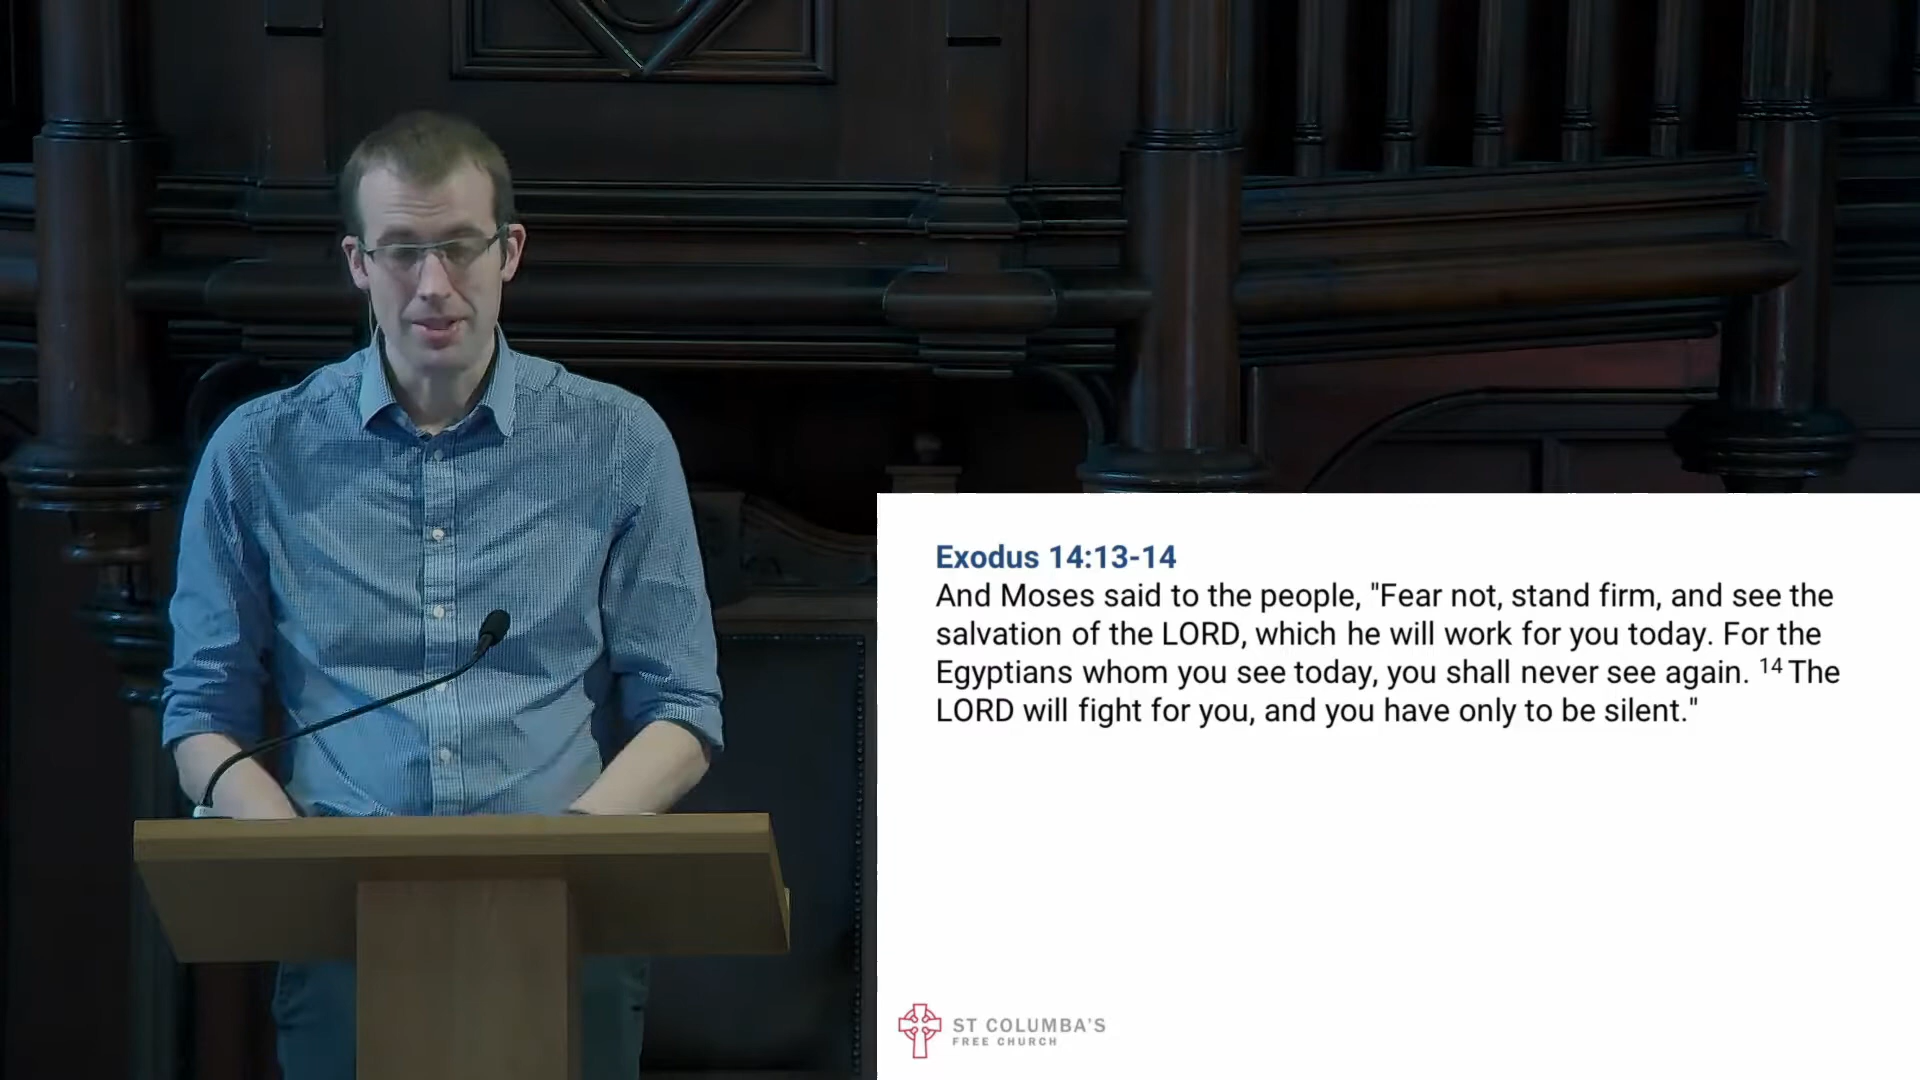 Exodus 14:13-14
And Moses said to the people, "Fear not, stand firm, and see the
salvation of the LORD, which he will work for you today. For the
Egyptians whom you see today, you shall never see again. 14 The
LORD will fight for you, and you have only to be silent."
ST COLUMBA'S
FREE CHURCH